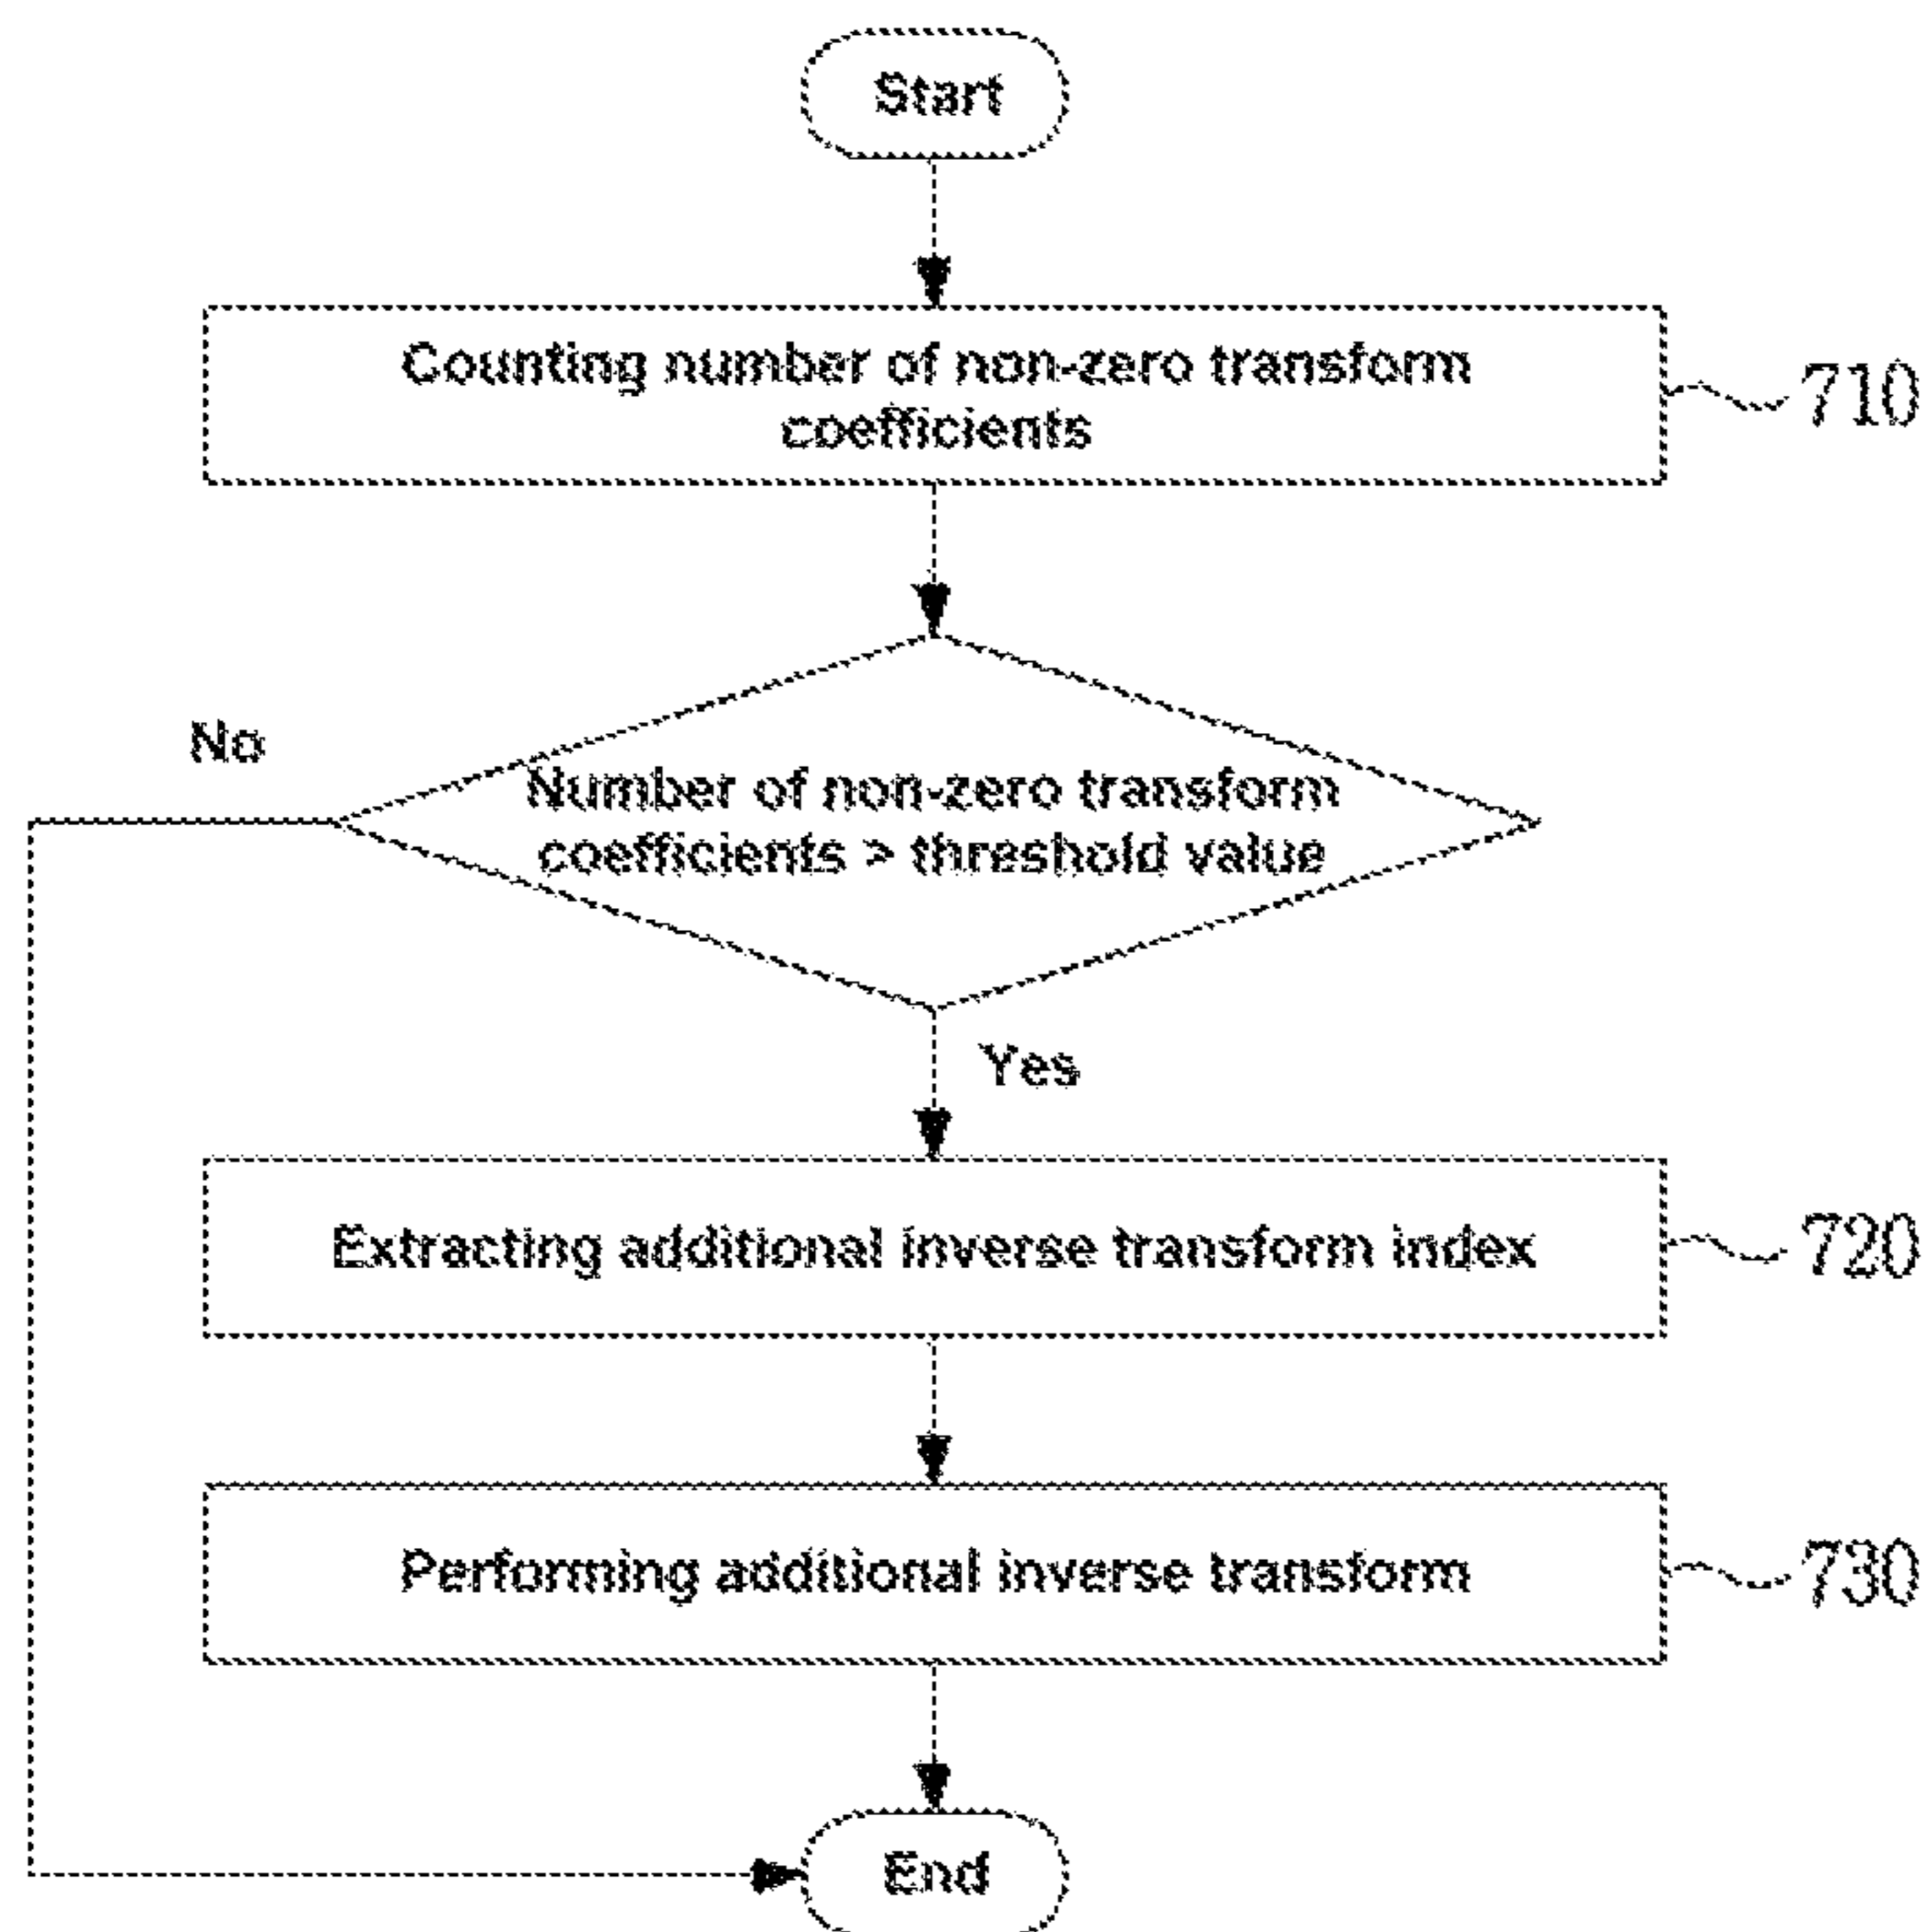 Start
Counting number of non-zero transform
coefficients
710
No
Number of non-zero transform
coefficients > threshold value
Yes
Extracting additional inverse transform index
720
Performing additional inverse transform
730
End